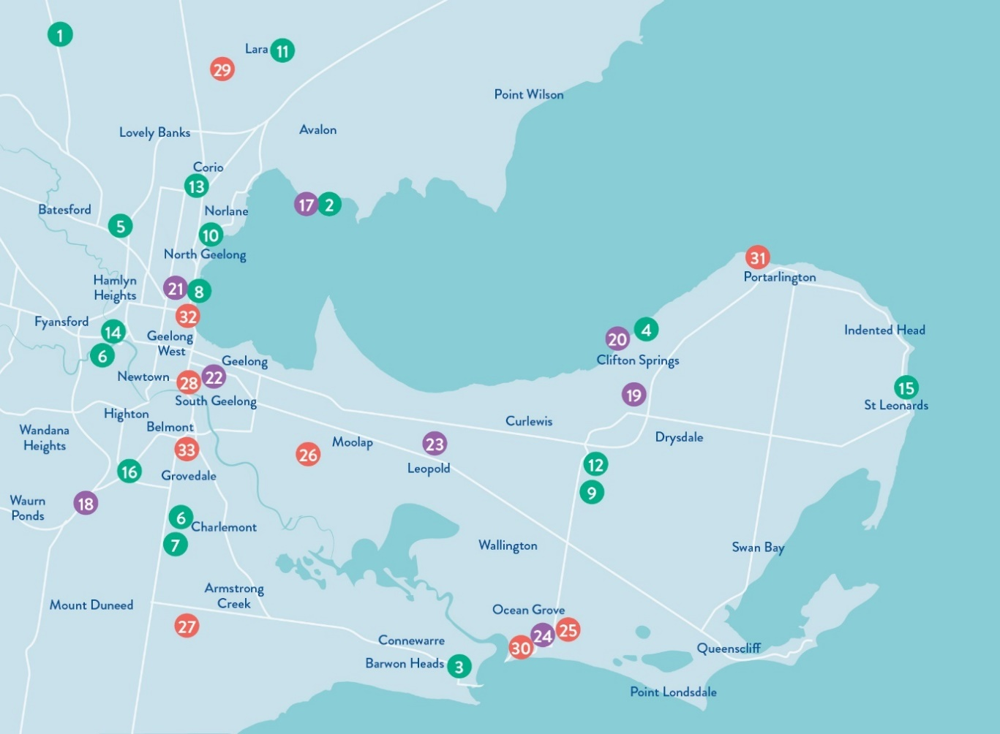 1
Lara 11
29
Point Wilson
Avalon
Lovely Banks
Corio
13
17 2
Batesford
Norlane
5
10
North Geelong
31
Portarlington
Hamlyn
Heights
21 8
32
Fyansford
14
Geelong
West
20 4
Clifton Springs
Indented Head
6
Geelong
Newtown
28 22
South Geelong
19
15
St Leonards
Highton
Belmont
Wandana
Heights
Curlewis
Drysdale
33
26
Moolap
23
Leopold
12
9
16
Grovedale
Waurn
Ponds
18
6
Charlemont
7
Wallington
Swan Bay
Armstrong
Creek
Mount Duneed
27
Ocean Grove
30 24 25
Connewarre
Barwon Heads 3
Queenscliff
Point Londsdale